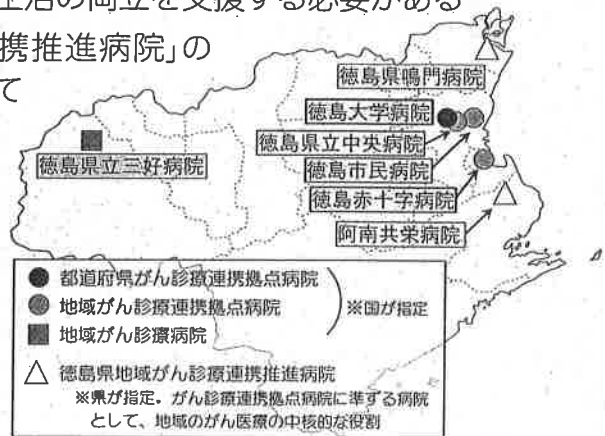 生活の両立を支援する必要がある
携推進病院」の
て
徳島県鳴門病院
徳島大学病院
徳島県立中央病院
徳島県立三好病院
徳島市民病院
徳島赤十字病院
阿南共栄病院
● 都道府県がん診療連携拠点病院
● 地域がん診療連携拠点病院
※国が指定
■ 地域がん診療病院
△ 徳島県地域がん診療連携推進病院
※県が指定。がん診療連携拠点病院に準ずる病院
として、地域のがん医療の中核的な役割